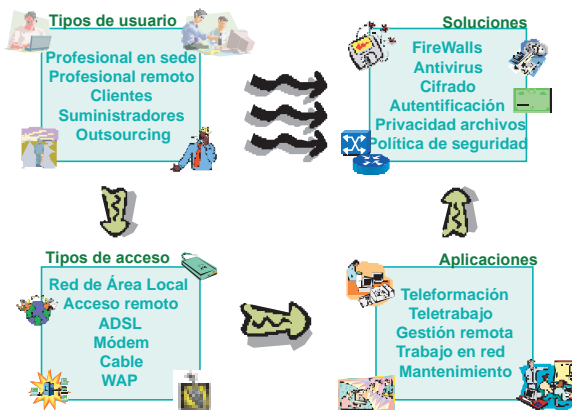 Tipos de usuario
Profesional en sede
Profesional remoto
Clientes
Suministradores
Outsourcing
Soluciones
FireWalls
Antivirus
Cifrado
Autentificación
Privacidad archivos
Política de seguridad
Tipos de acceso
Red de Área Local
Acceso remoto
ADSL
Módem
Cable
WAP
Aplicaciones
Teleformación
Teletrabajo
Gestión remota
Trabajo en red
Mantenimiento